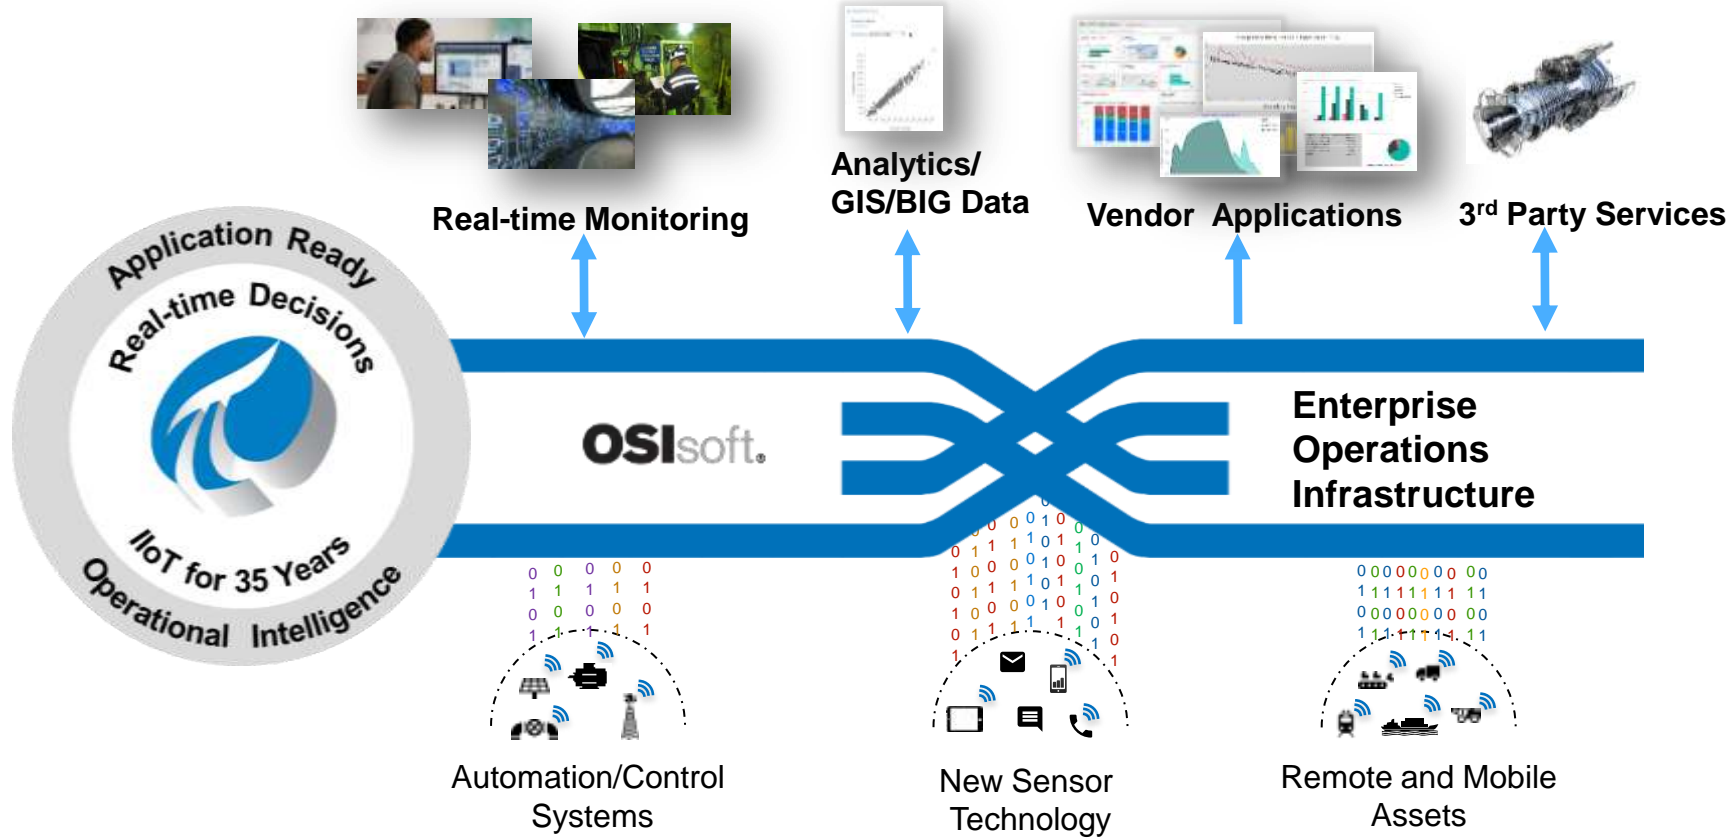 Real-time Monitoring
Analytics/
GIS/BIG Data
Vendor Applications
3rd Party Services
Application Ready
Real-time Decisions
IIoT for 35 Years
Operational Intelligence
OSIsoft®
Enterprise
Operations
Infrastructure
Automation/Control
Systems
New Sensor
Technology
Remote and Mobile
Assets